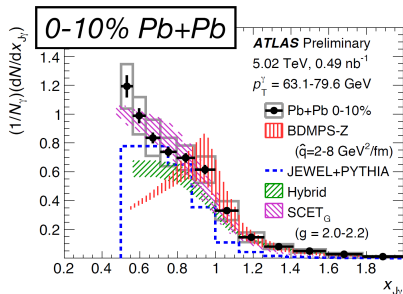 0-10% Pb+Pb
ATLAS Preliminary
5.02 TeV, 0.49 nb⁻¹
p_T^γ = 63.1-79.6 GeV
Pb+Pb 0-10%
BDMPS-Z
(q̂=2-8 GeV²/fm)
JEWEL+PYTHIA
Hybrid
SCET_G
(g = 2.0-2.2)
(1/N_γ)(dN/dx_Jγ)
1.4
1.2
1
0.8
0.6
0.4
0.2
0
0.2 0.4 0.6 0.8 1.0 1.2 1.4 1.6 1.8
x_Jγ